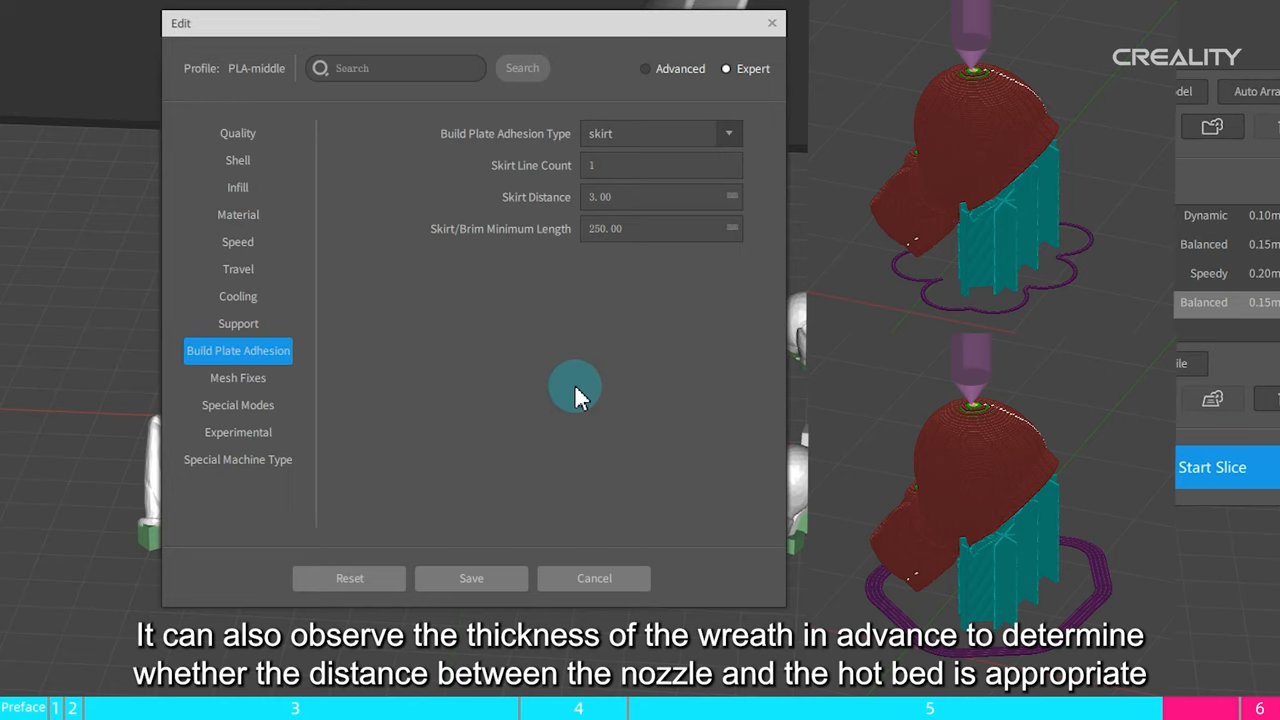 Edit
CREALITY
Profile: PLA-middle
Search
Search
Advanced
Expert
Quality
Shell
Infill
Material
Speed
Travel
Cooling
Support
Build Plate Adhesion
Mesh Fixes
Special Modes
Experimental
Special Machine Type
Build Plate Adhesion Type skirt
Skirt Line Count 1
Skirt Distance 3.00
Skirt/Brim Minimum Length 250.00
Reset Save Cancel
del Auto Arra
Dynamic 0.10m
Balanced 0.15m
Speedy 0.20m
Balanced 0.15m
ile
Start Slice
It can also observe the thickness of the wreath in advance to determine
whether the distance between the nozzle and the hot bed is appropriate
Preface 1 2 3 4 5 6